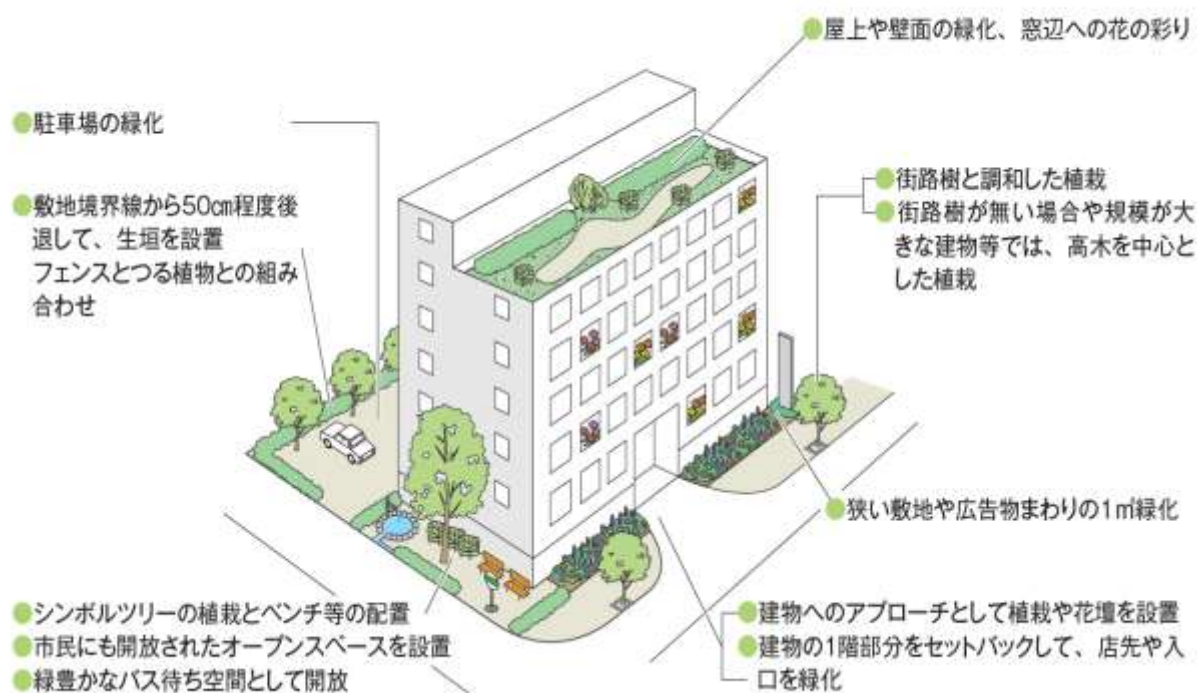 ●屋上や壁面の緑化、窓辺への花の彩り
●駐車場の緑化
●敷地境界線から50㎝程度後
退して、生垣を設置
フェンスとつる植物との組み
合わせ
●街路樹と調和した植栽
●街路樹が無い場合や規模が大
きな建物等では、高木を中心と
した植栽
●狭い敷地や広告物まわりの1㎡緑化
●シンボルツリーの植栽とベンチ等の配置
●市民にも開放されたオープンスペースを設置
●緑豊かなバス待ち空間として開放
●建物へのアプローチとして植栽や花壇を設置
●建物の1階部分をセットバックして、店先や入
口を緑化